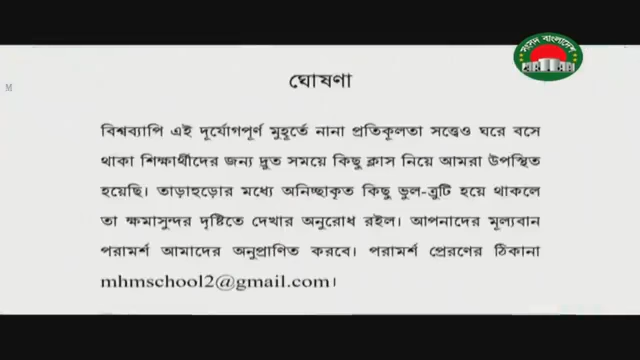 সংসদ বাংলাদেশ
M
ঘোষণা
বিশ্বব্যাপি এই দূর্যোগপূর্ণ মুহূর্তে নানা প্রতিকূলতা সত্ত্বেও ঘরে বসে
থাকা শিক্ষার্থীদের জন্য দ্রুত সময়ে কিছু ক্লাস নিয়ে আমরা উপস্থিত
হয়েছি। তাড়াহুড়োর মধ্যে অনিচ্ছাকৃত কিছু ভুল-ত্রুটি হয়ে থাকলে
তা ক্ষমাসুন্দর দৃষ্টিতে দেখার অনুরোধ রইল। আপনাদের মূল্যবান
পরামর্শ আমাদের অনুপ্রাণিত করবে। পরামর্শ প্রেরণের ঠিকানা
mhmschool2@gmail.com।